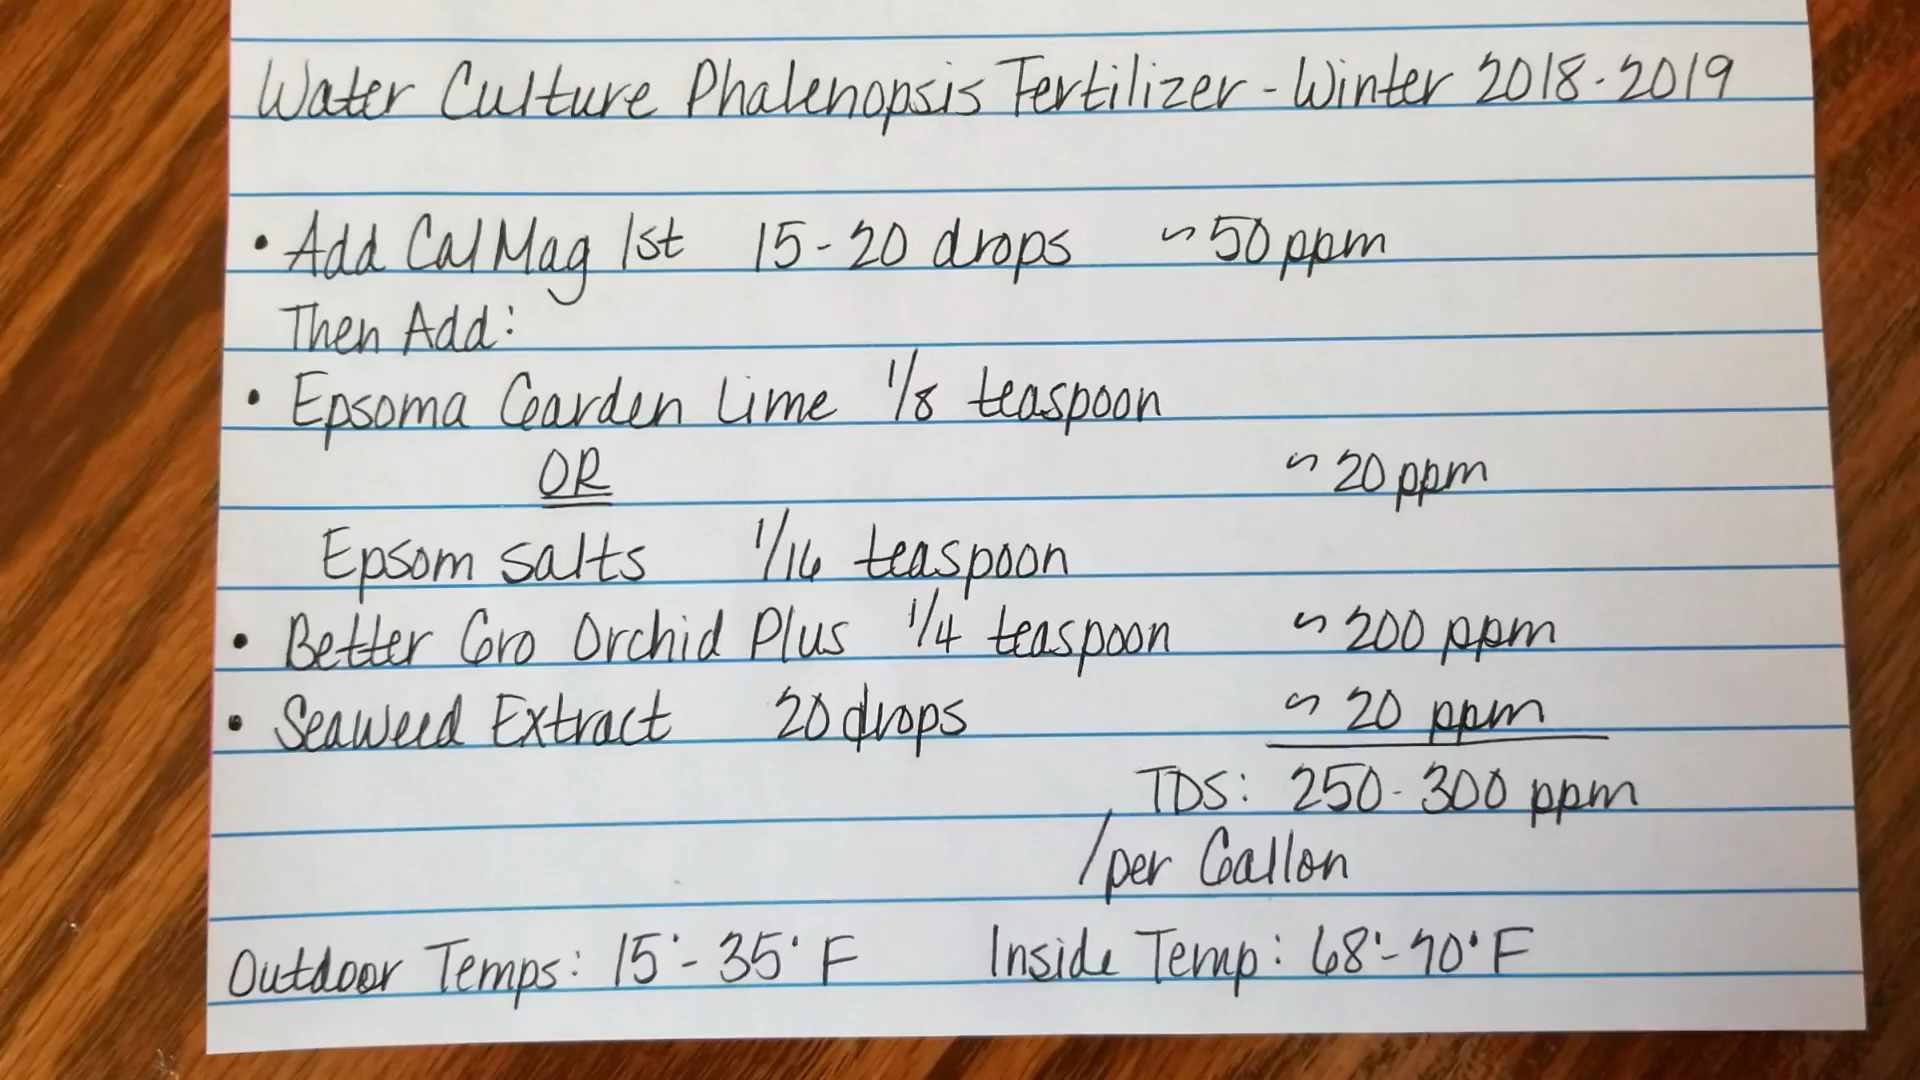 Water Culture Phalenopsis Fertilizer - Winter 2018-2019
• Add CalMag 1st 15-20 drops ~50 ppm
Then Add:
• Epsoma Garden Lime 1/8 teaspoon
OR ~ 20 ppm
Epsom salts 1/16 teaspoon
• Better Gro Orchid Plus 1/4 teaspoon ~ 200 ppm
• Seaweed Extract 20 drops ~ 20 ppm
TDS: 250-300 ppm
/per Gallon
Outdoor Temps: 15°-35°F Inside Temp: 68°-70°F